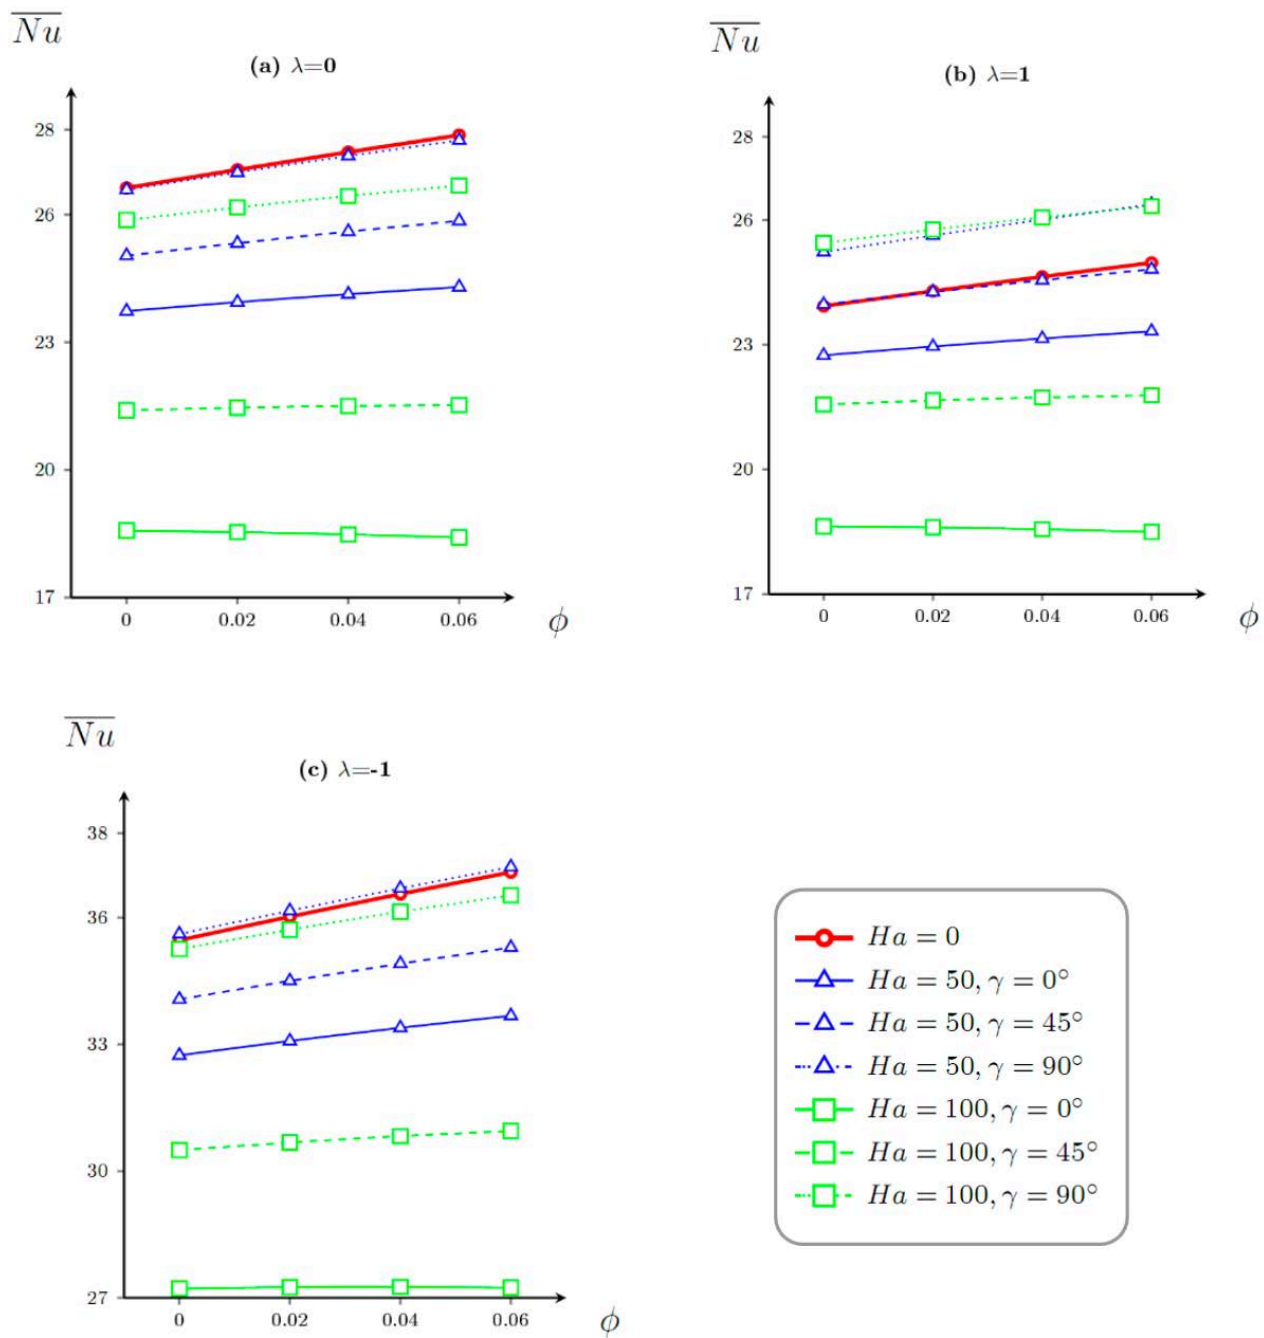 N̅u̅
(a) λ=0
28
26
23
20
17
0 0.02 0.04 0.06
ϕ
N̅u̅
(b) λ=1
28
26
23
20
17
0 0.02 0.04 0.06
ϕ
N̅u̅
(c) λ=-1
38
36
33
30
27
0 0.02 0.04 0.06
ϕ
Ha = 0
Ha = 50, γ = 0°
Ha = 50, γ = 45°
Ha = 50, γ = 90°
Ha = 100, γ = 0°
Ha = 100, γ = 45°
Ha = 100, γ = 90°